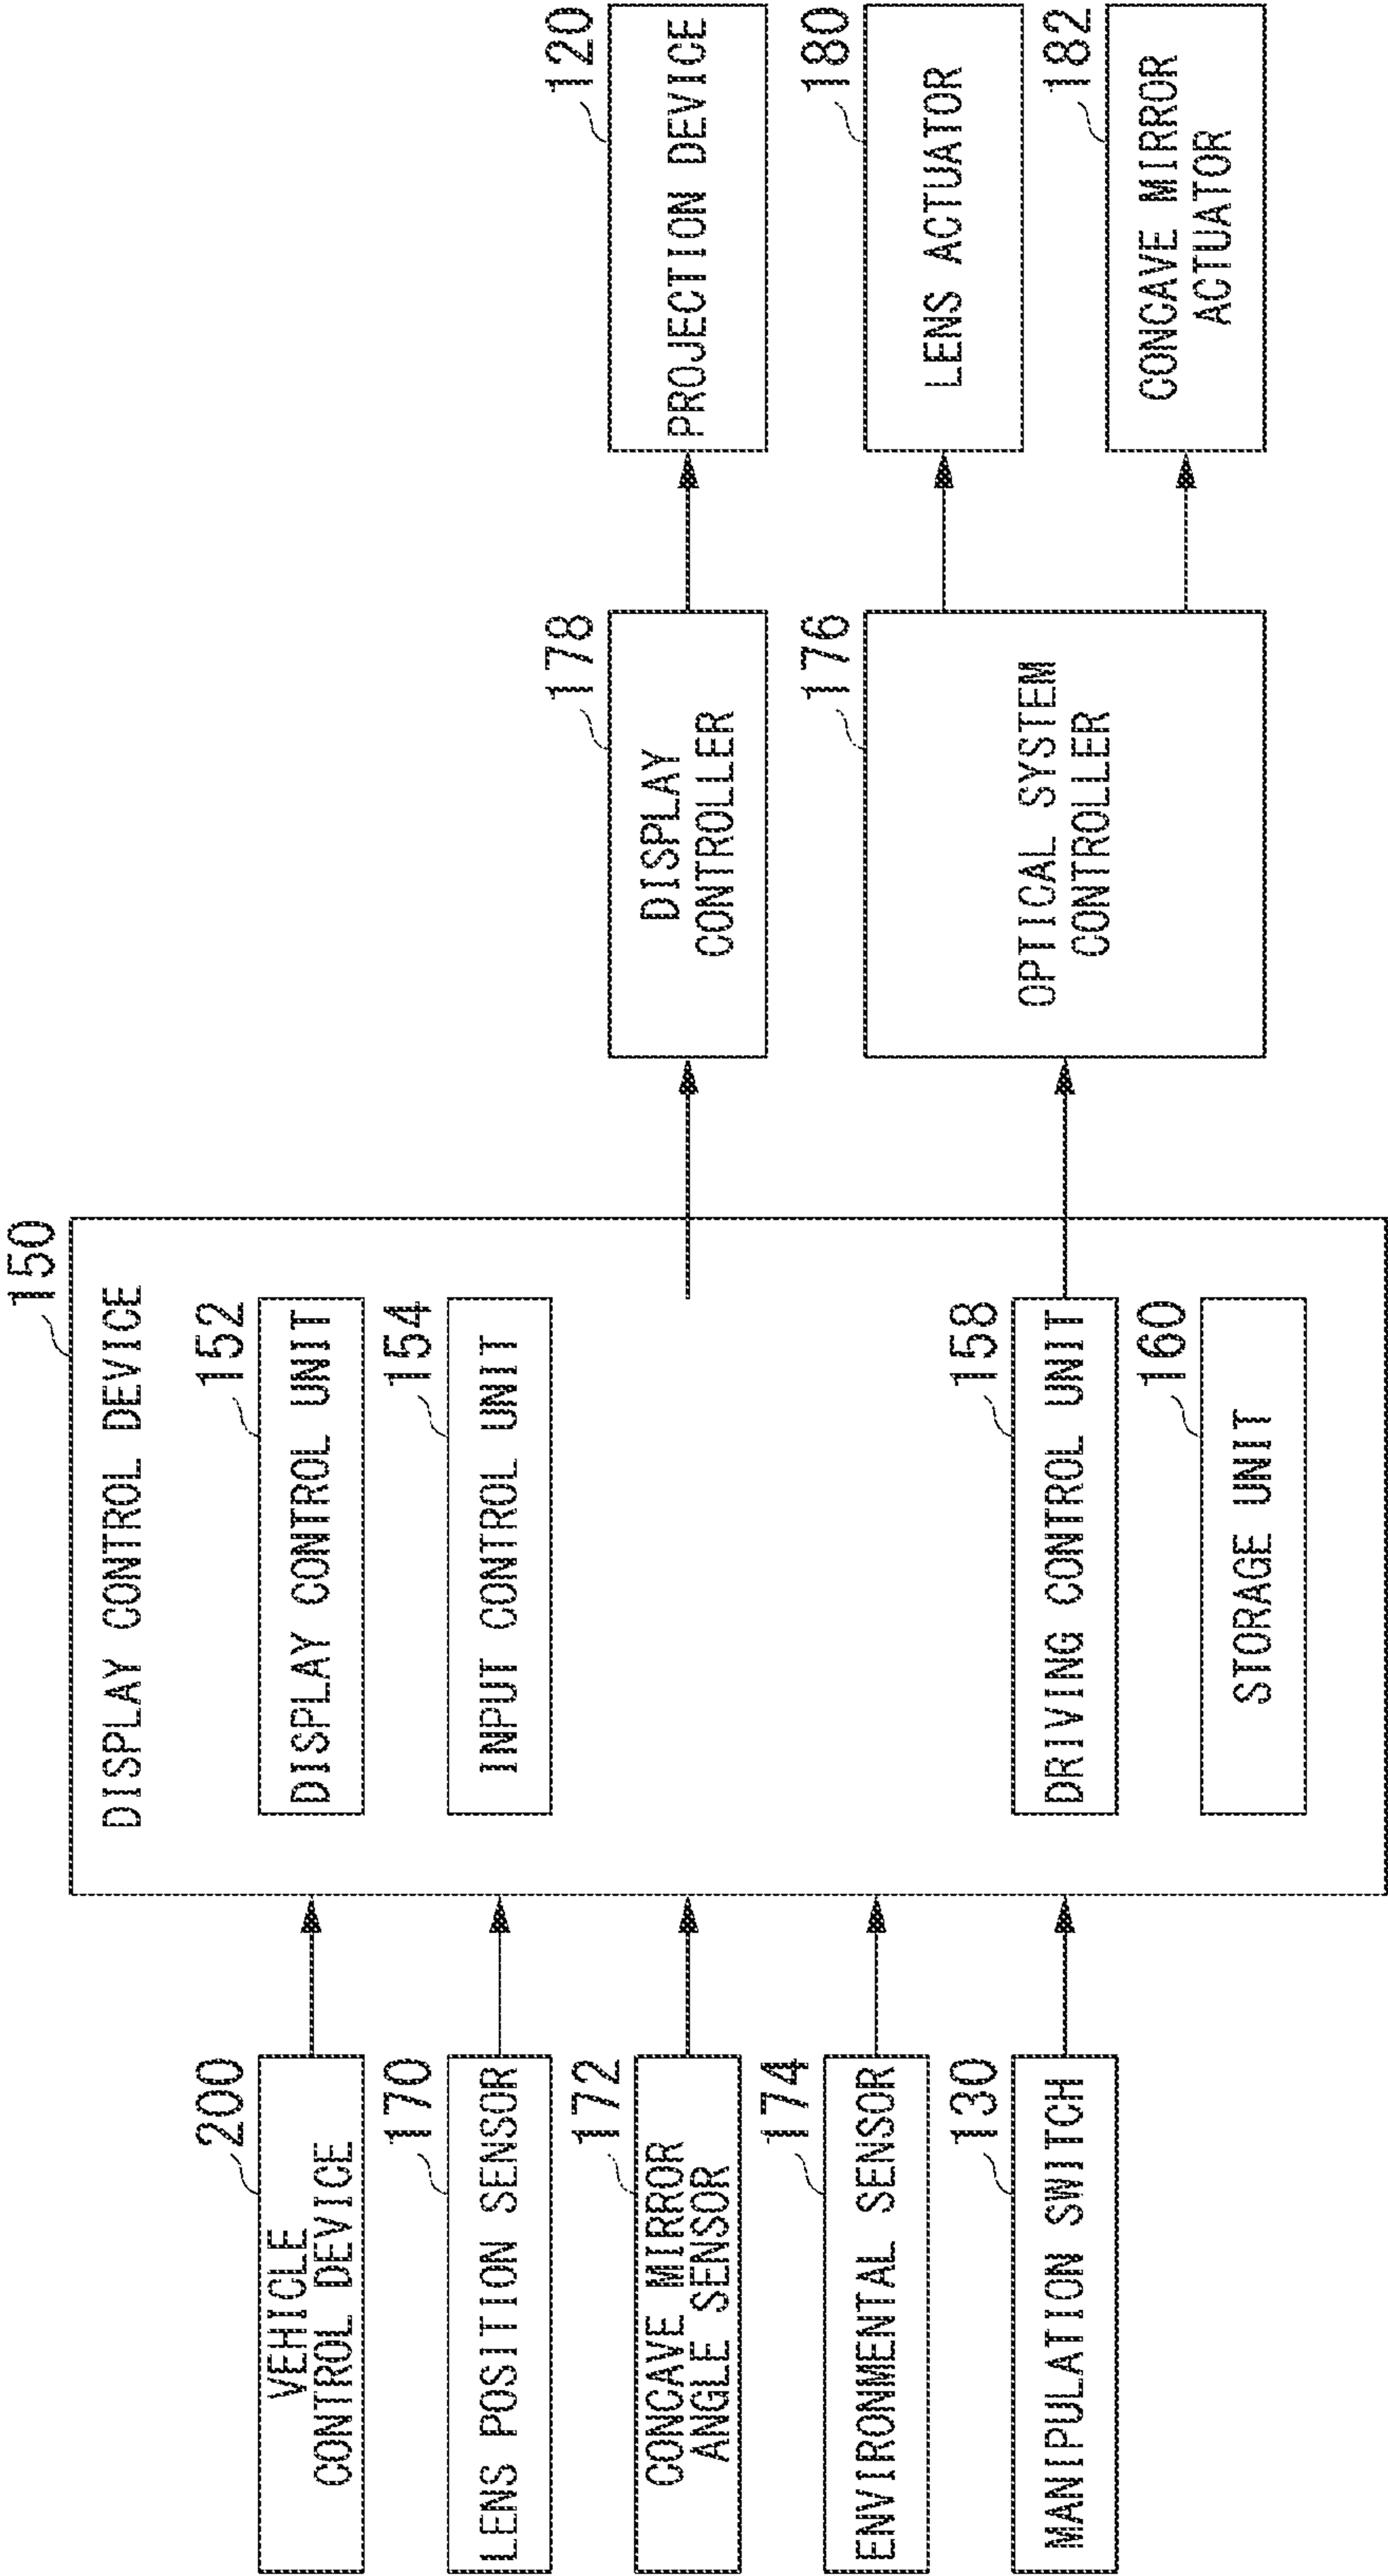 150
DISPLAY CONTROL DEVICE
200
VEHICLE
CONTROL DEVICE
170
LENS POSITION SENSOR
172
CONCAVE MIRROR
ANGLE SENSOR
174
ENVIRONMENTAL SENSOR
130
MANIPULATION SWITCH
152
DISPLAY CONTROL UNIT
154
INPUT CONTROL UNIT
158
DRIVING CONTROL UNIT
160
STORAGE UNIT
178
DISPLAY
CONTROLLER
176
OPTICAL SYSTEM
CONTROLLER
120
PROJECTION DEVICE
180
LENS ACTUATOR
182
CONCAVE MIRROR
ACTUATOR